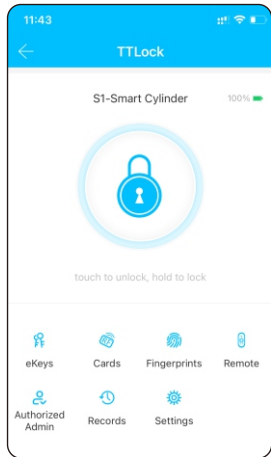 11:43
TTLock
S1-Smart Cylinder 100%
touch to unlock, hold to lock
eKeys Cards Fingerprints Remote
Authorized
Admin
Records Settings